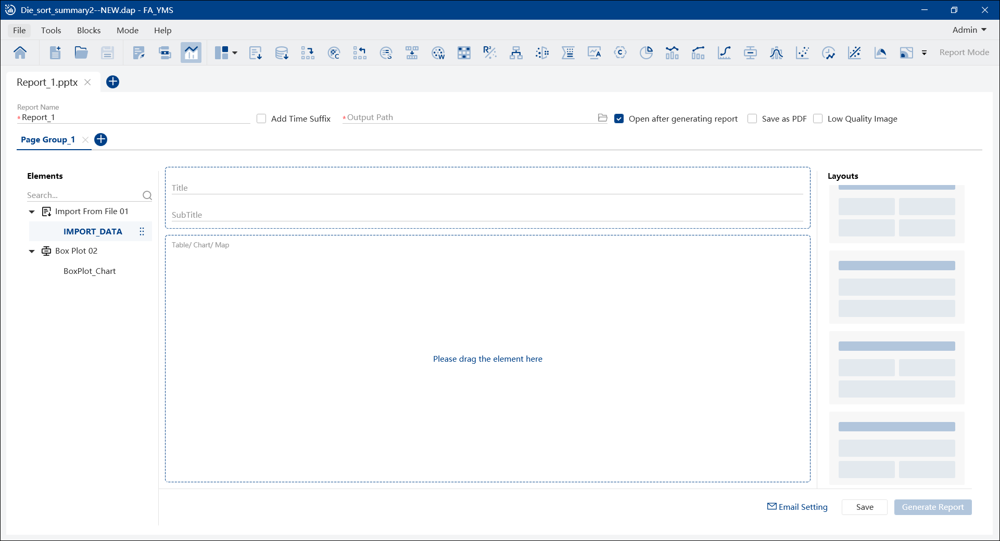 Die_sort_summary2--NEW.dap - FA_YMS
File Tools Blocks Mode Help
Admin
Report Mode
Report_1.pptx
Report Name
*Report_1
Add Time Suffix
*Output Path
Open after generating report
Save as PDF
Low Quality Image
Page Group_1
Elements
Search...
Import From File 01
IMPORT_DATA
Box Plot 02
BoxPlot_Chart
Title
SubTitle
Table/ Chart/ Map
Please drag the element here
Layouts
Email Setting
Save
Generate Report